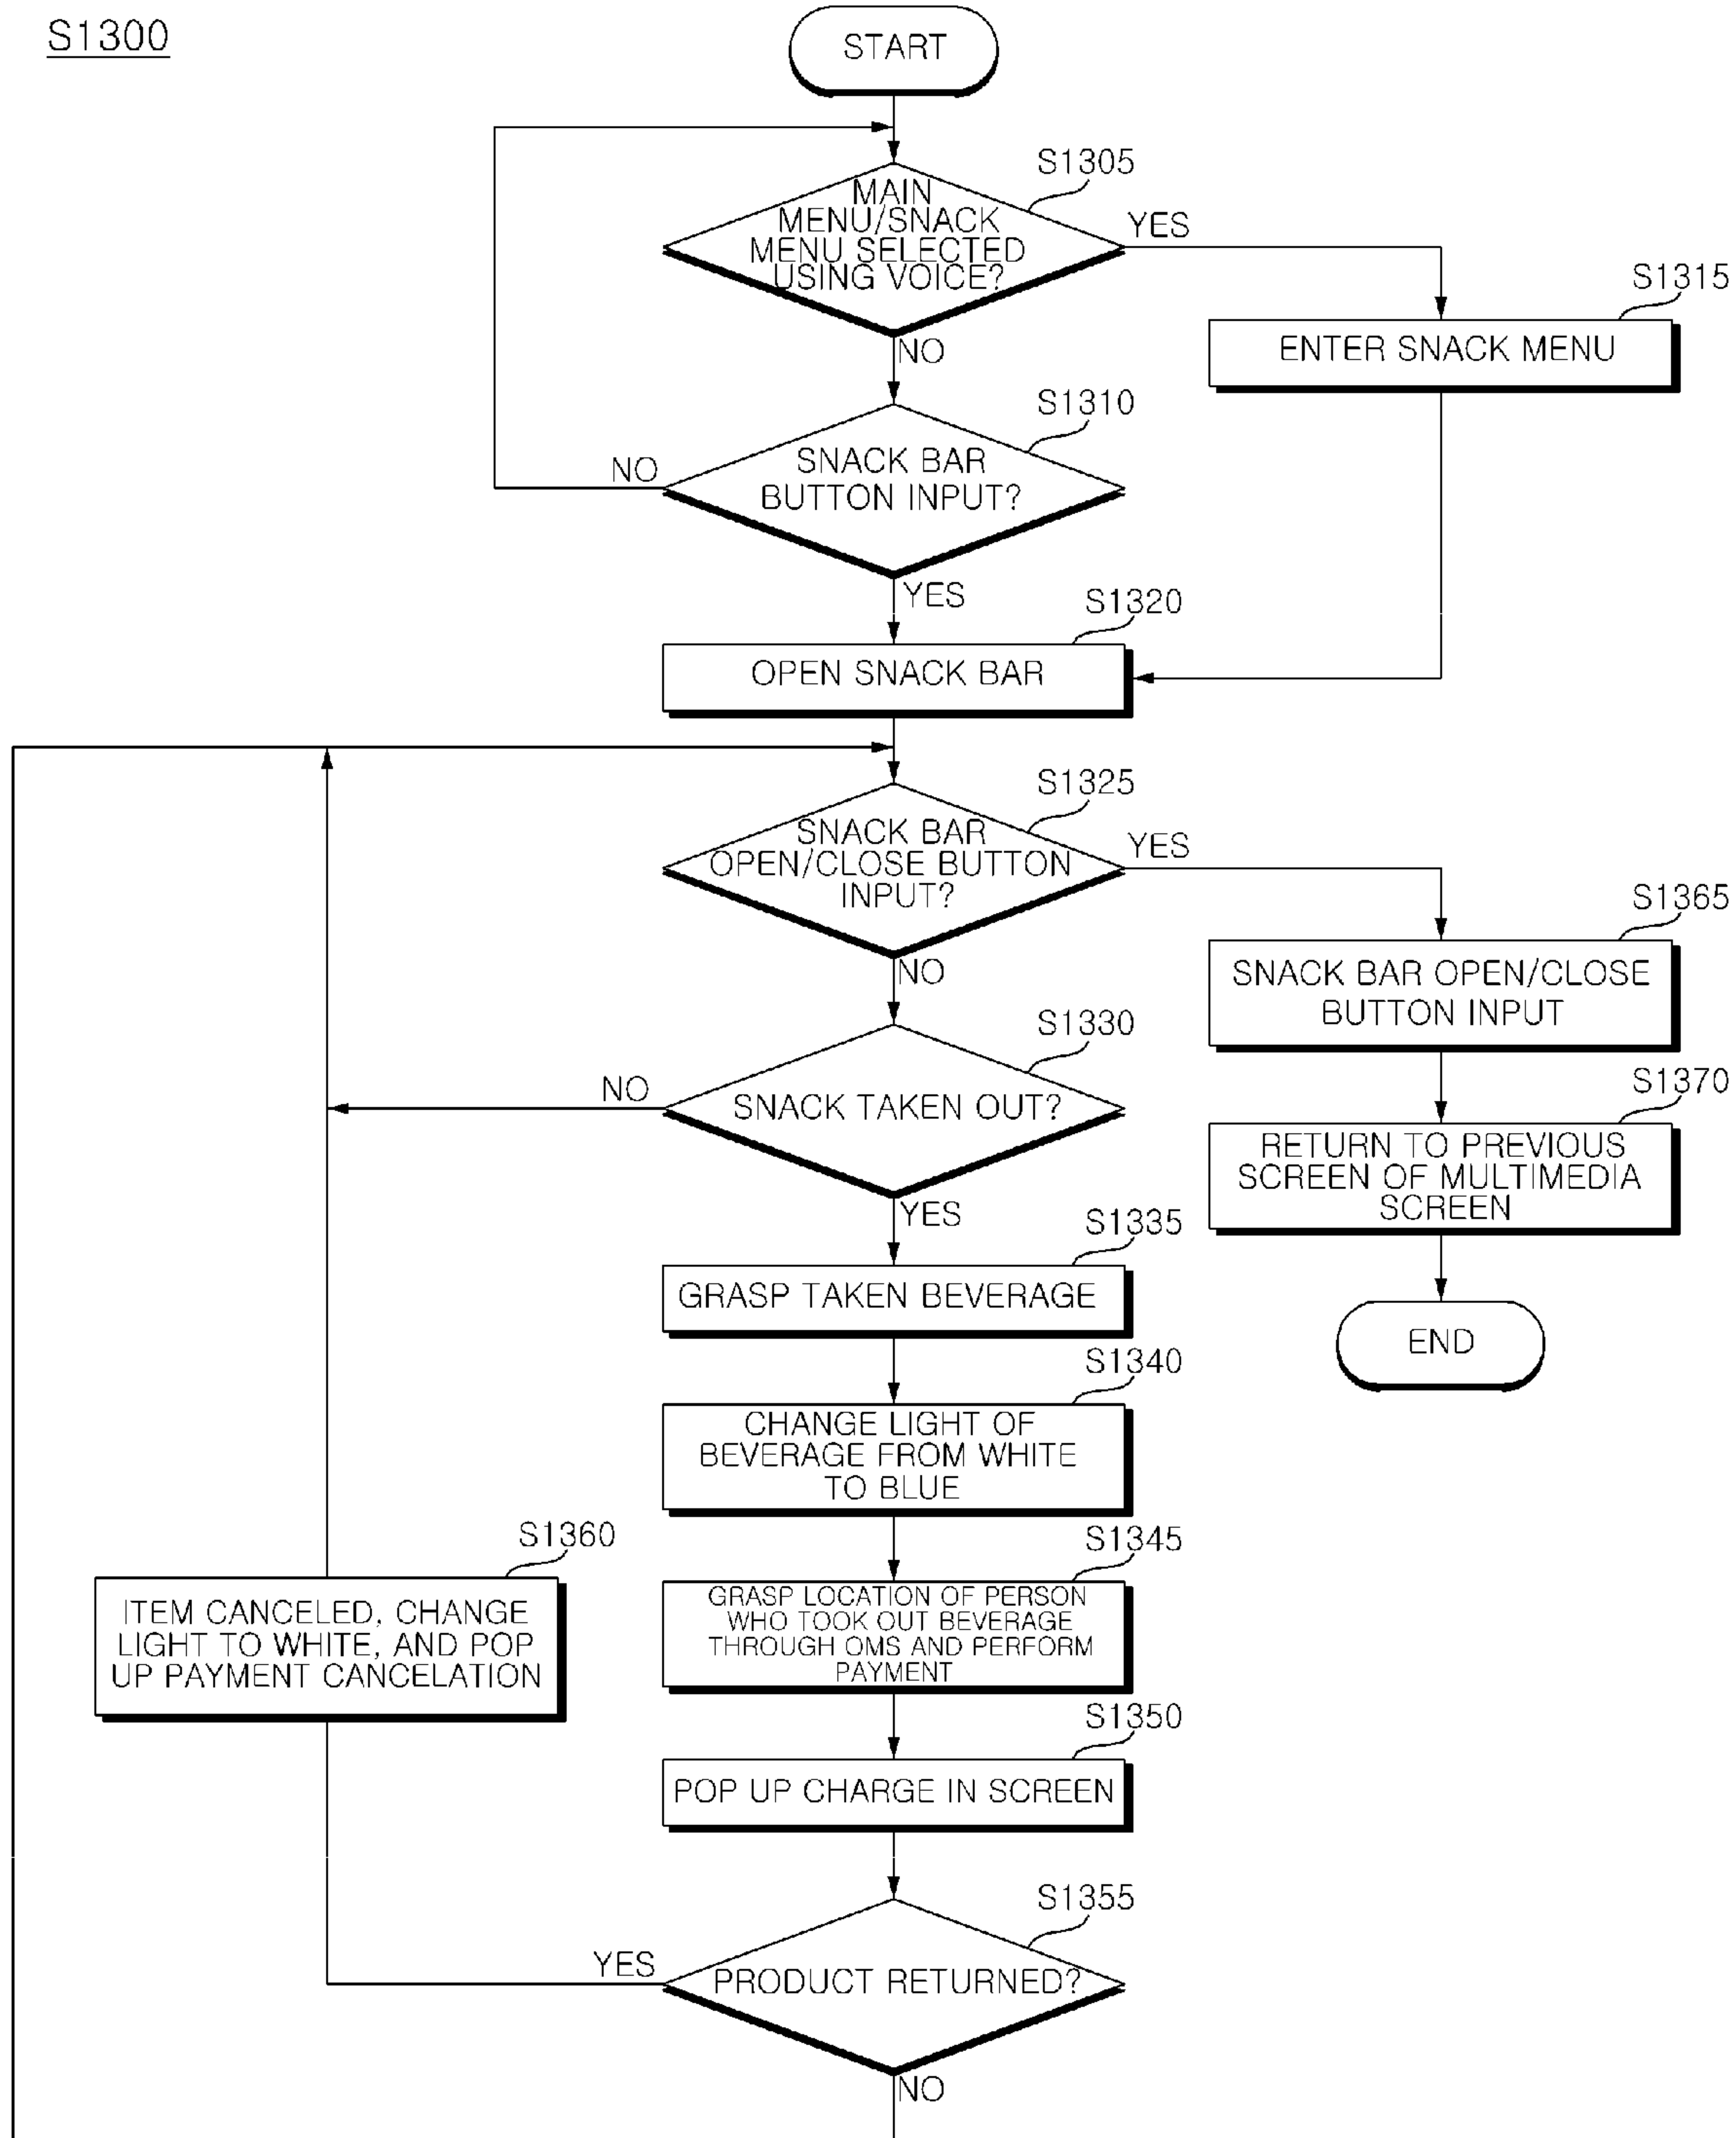 S1300
START
S1305
MAIN
MENU/SNACK
MENU SELECTED
USING VOICE?
YES
NO
S1315
ENTER SNACK MENU
S1310
SNACK BAR
BUTTON INPUT?
NO
YES
S1320
OPEN SNACK BAR
S1325
SNACK BAR
OPEN/CLOSE BUTTON
INPUT?
YES
NO
S1365
SNACK BAR OPEN/CLOSE
BUTTON INPUT
S1330
SNACK TAKEN OUT?
NO
YES
S1370
RETURN TO PREVIOUS
SCREEN OF MULTIMEDIA
SCREEN
END
S1335
GRASP TAKEN BEVERAGE
S1340
CHANGE LIGHT OF
BEVERAGE FROM WHITE
TO BLUE
S1345
GRASP LOCATION OF PERSON
WHO TOOK OUT BEVERAGE
THROUGH OMS AND PERFORM
PAYMENT
S1360
ITEM CANCELED, CHANGE
LIGHT TO WHITE, AND POP
UP PAYMENT CANCELATION
S1350
POP UP CHARGE IN SCREEN
S1355
PRODUCT RETURNED?
YES
NO